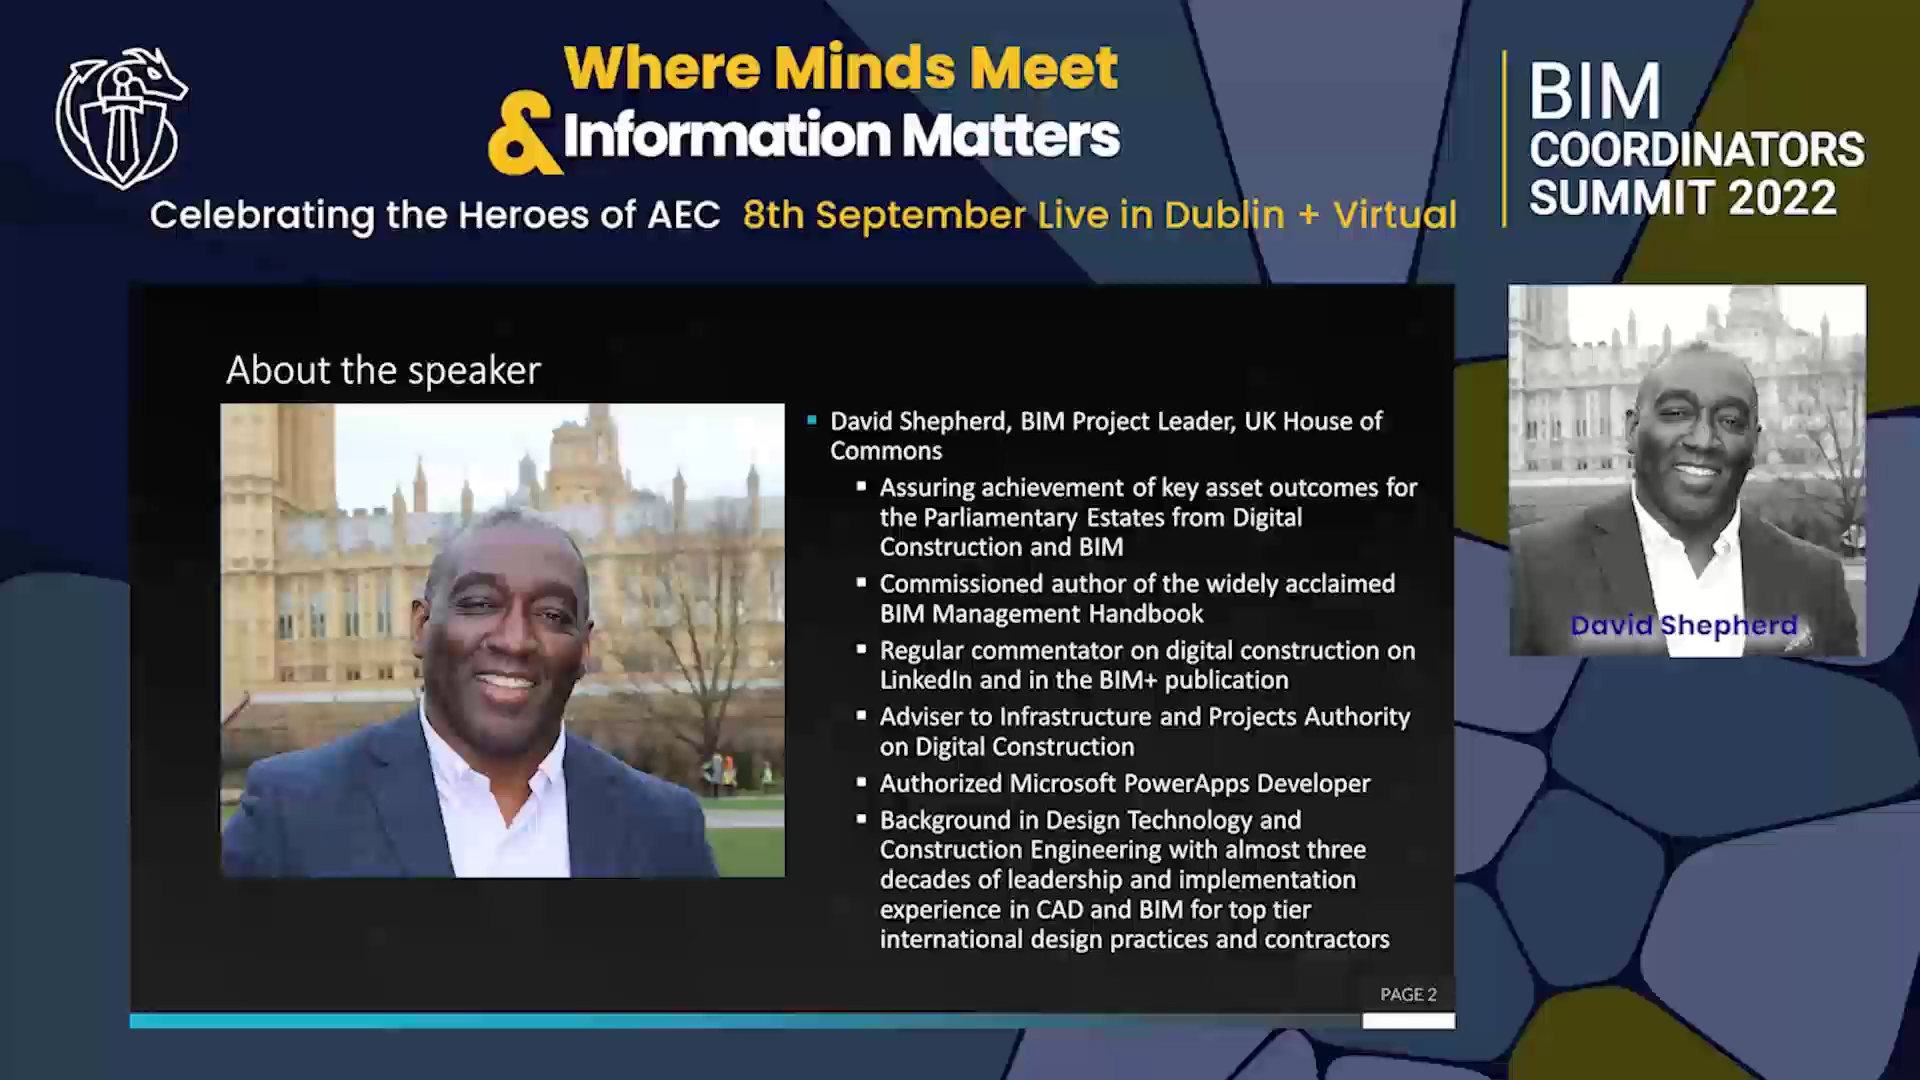 Where Minds Meet
& Information Matters
Celebrating the Heroes of AEC 8th September Live in Dublin + Virtual
BIM
COORDINATORS
SUMMIT 2022
About the speaker
David Shepherd, BIM Project Leader, UK House of
Commons
Assuring achievement of key asset outcomes for
the Parliamentary Estates from Digital
Construction and BIM
Commissioned author of the widely acclaimed
BIM Management Handbook
Regular commentator on digital construction on
LinkedIn and in the BIM+ publication
Adviser to Infrastructure and Projects Authority
on Digital Construction
Authorized Microsoft PowerApps Developer
Background in Design Technology and
Construction Engineering with almost three
decades of leadership and implementation
experience in CAD and BIM for top tier
international design practices and contractors
PAGE 2
David Shepherd